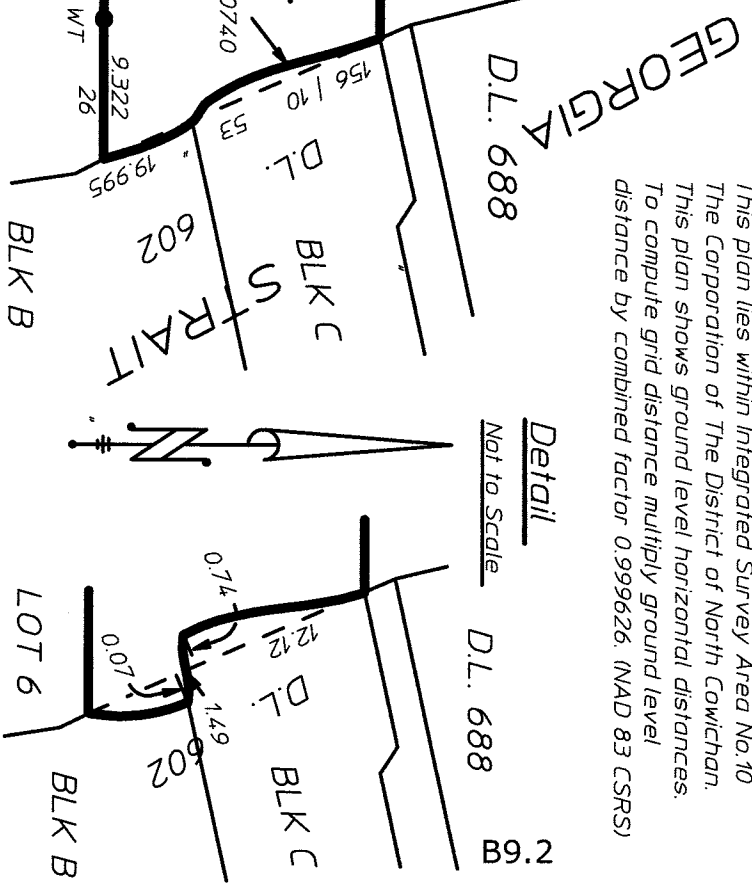 This plan lies within Integrated Survey Area No.10
The Corporation of The District of North Cowichan.
This plan shows ground level horizontal distances.
To compute grid distance multiply ground level
distance by combined factor 0.999626. (NAD 83 CSRS)
GEORGIA
STRAIT
D.L. 688
0740
156
10
53
D.L.
602
BLK C
19.995
9.322
26
WT
BLK B
Detail
Not to Scale
N
D.L. 688
0.74
12.12
D.L.
602
BLK C
0.07
1.49
LOT 6
BLK B
B9.2